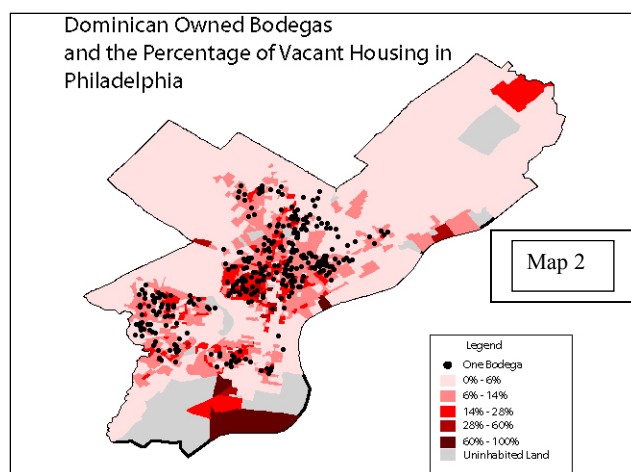 Dominican Owned Bodegas
and the Percentage of Vacant Housing in
Philadelphia
Map 2
Legend
One Bodega
0% - 6%
6% - 14%
14% - 28%
28% - 60%
60% - 100%
Uninhabited Land